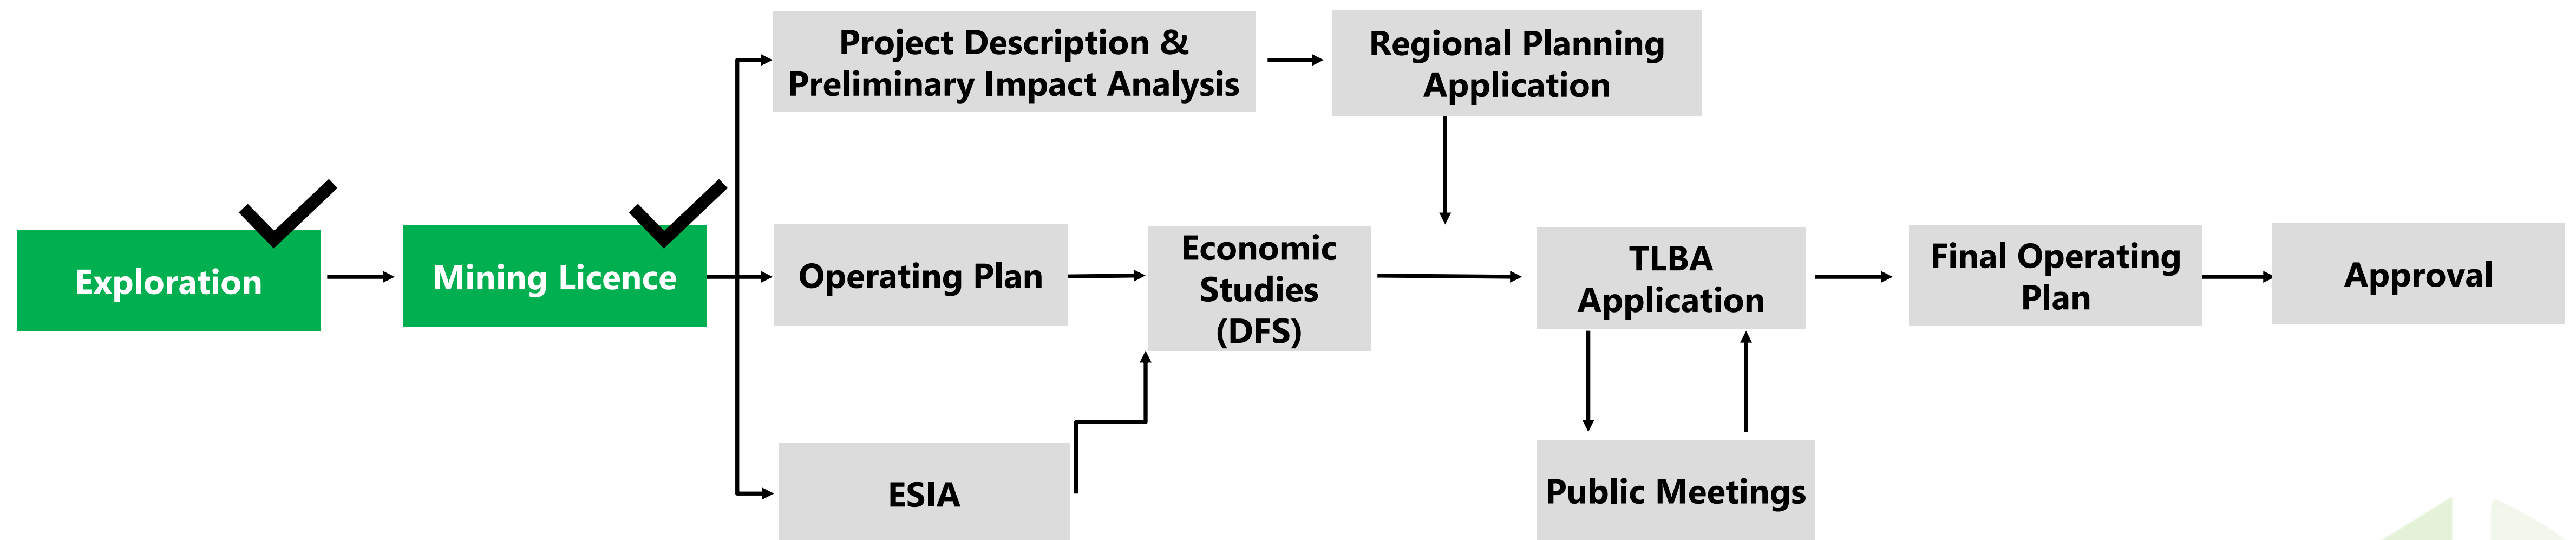 Project Description &
Preliminary Impact Analysis
Regional Planning
Application
Exploration
Mining Licence
Operating Plan
Economic
Studies
(DFS)
TLBA
Application
Final Operating
Plan
Approval
ESIA
Public Meetings